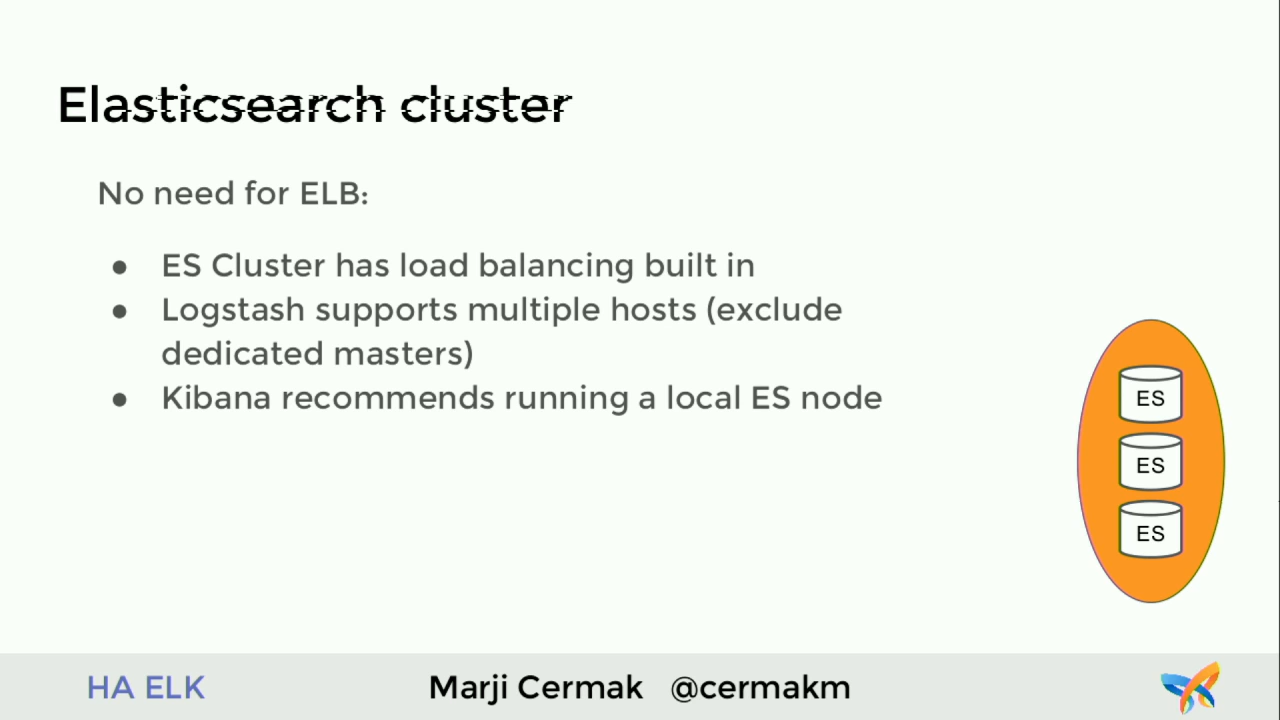 Elasticsearch cluster
No need for ELB:
● ES Cluster has load balancing built in
● Logstash supports multiple hosts (exclude
dedicated masters)
● Kibana recommends running a local ES node
ES
ES
ES
HA ELK
Marji Cermak @cermakm